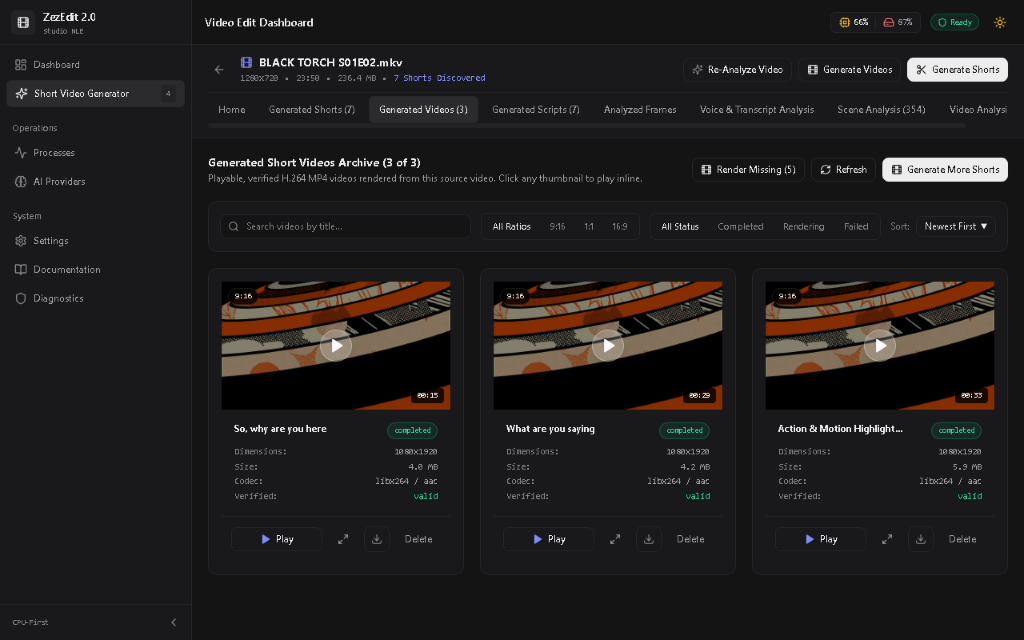 ZezEdit 2.0
Studio NLE
Dashboard
Short Video Generator
4
Operations
Processes
AI Providers
System
Settings
Documentation
Diagnostics
CPU-First
Video Edit Dashboard
66%
87%
Ready
BLACK TORCH S01E02.mkv
1280x720 • 23:50 • 236.4 MB • 7 Shorts Discovered
Re-Analyze Video
Generate Videos
Generate Shorts
Home
Generated Shorts (7)
Generated Videos (3)
Generated Scripts (7)
Analyzed Frames
Voice & Transcript Analysis
Scene Analysis (354)
Video Analysi
Generated Short Videos Archive (3 of 3)
Playable, verified H.264 MP4 videos rendered from this source video. Click any thumbnail to play inline.
Render Missing (5)
Refresh
Generate More Shorts
Search videos by title...
All Ratios
9:16
1:1
16:9
All Status
Completed
Rendering
Failed
Sort:
Newest First ▼
9:16
00:15
So, why are you here
completed
Dimensions: 1080x1920
Size: 4.0 MB
Codec: libx264 / aac
Verified: valid
Play
Delete
9:16
00:29
What are you saying
completed
Dimensions: 1080x1920
Size: 4.2 MB
Codec: libx264 / aac
Verified: valid
Play
Delete
9:16
00:33
Action & Motion Highlight...
completed
Dimensions: 1080x1920
Size: 5.9 MB
Codec: libx264 / aac
Verified: valid
Play
Delete